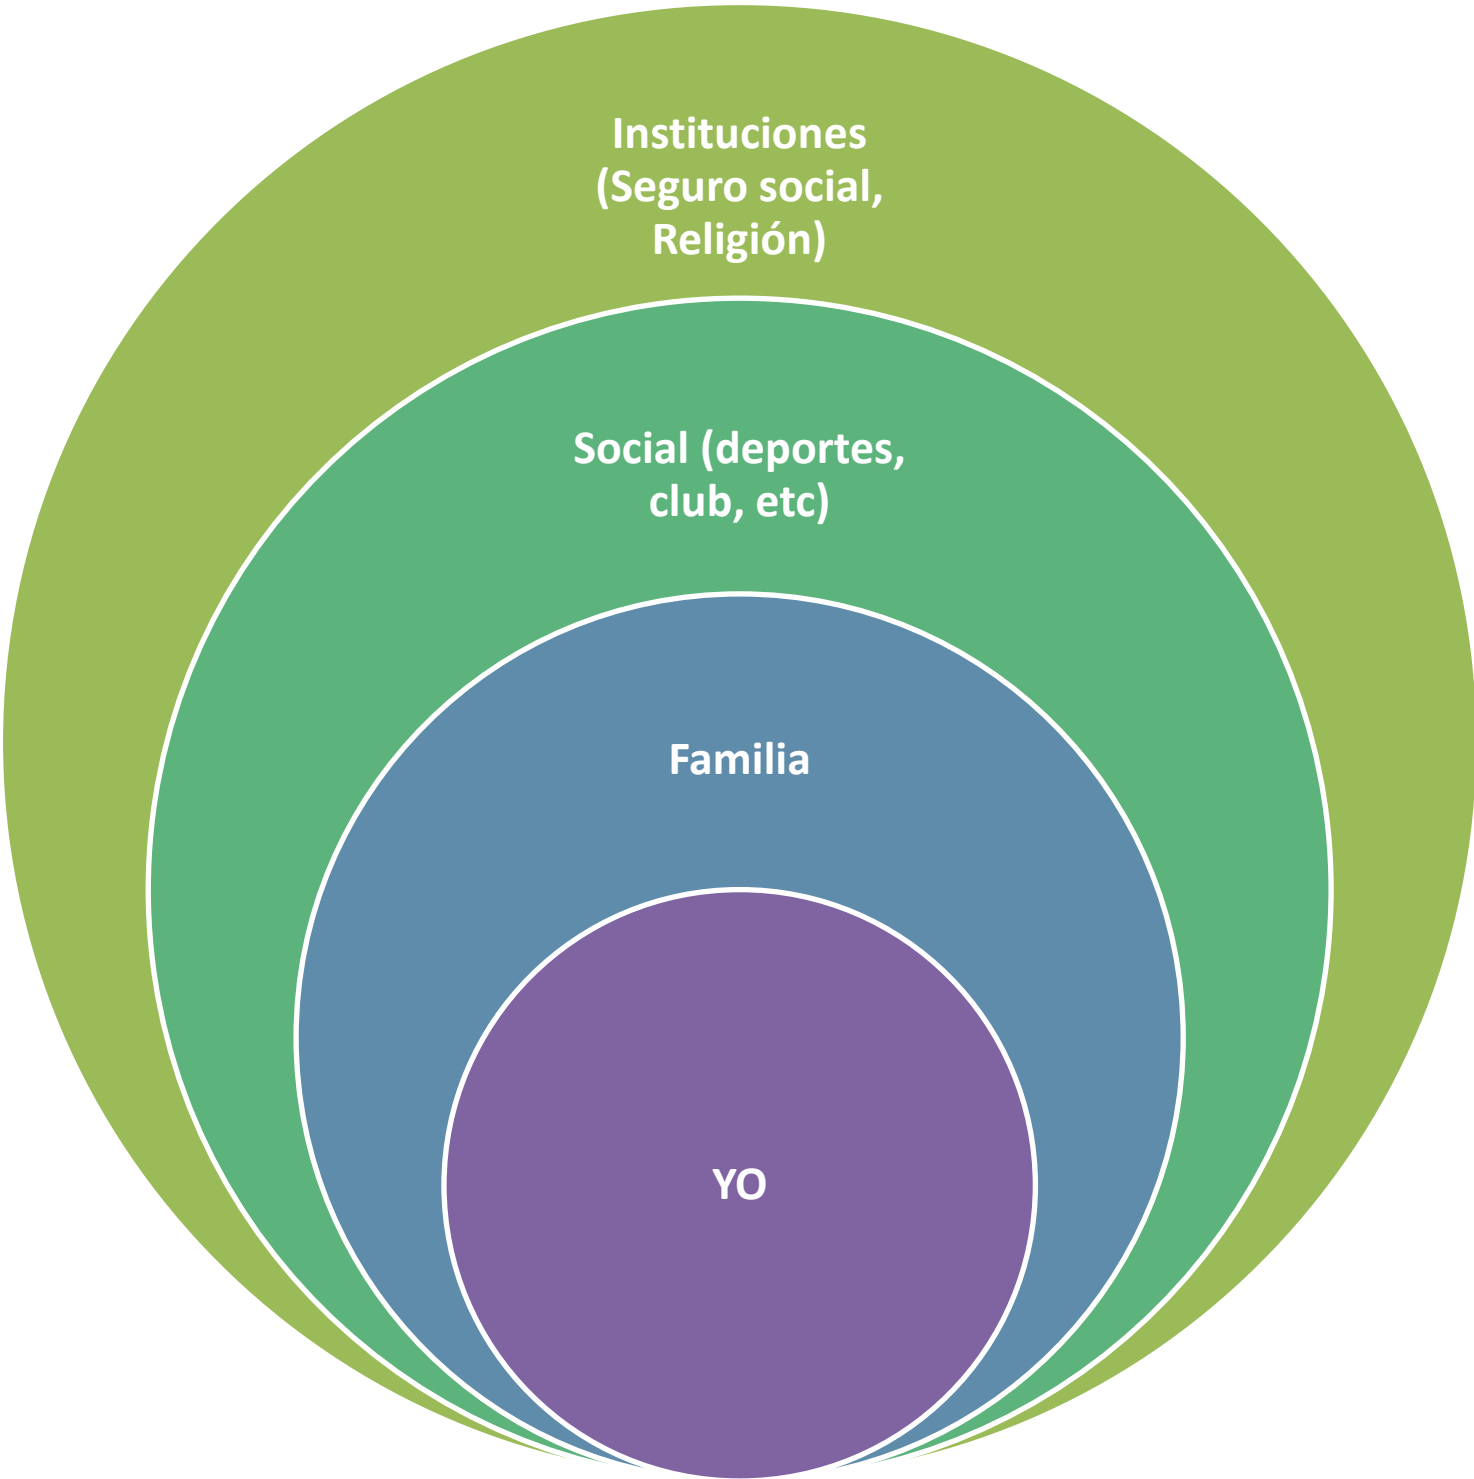 Instituciones
(Seguro social,
Religión)
Social (deportes,
club, etc)
Familia
YO